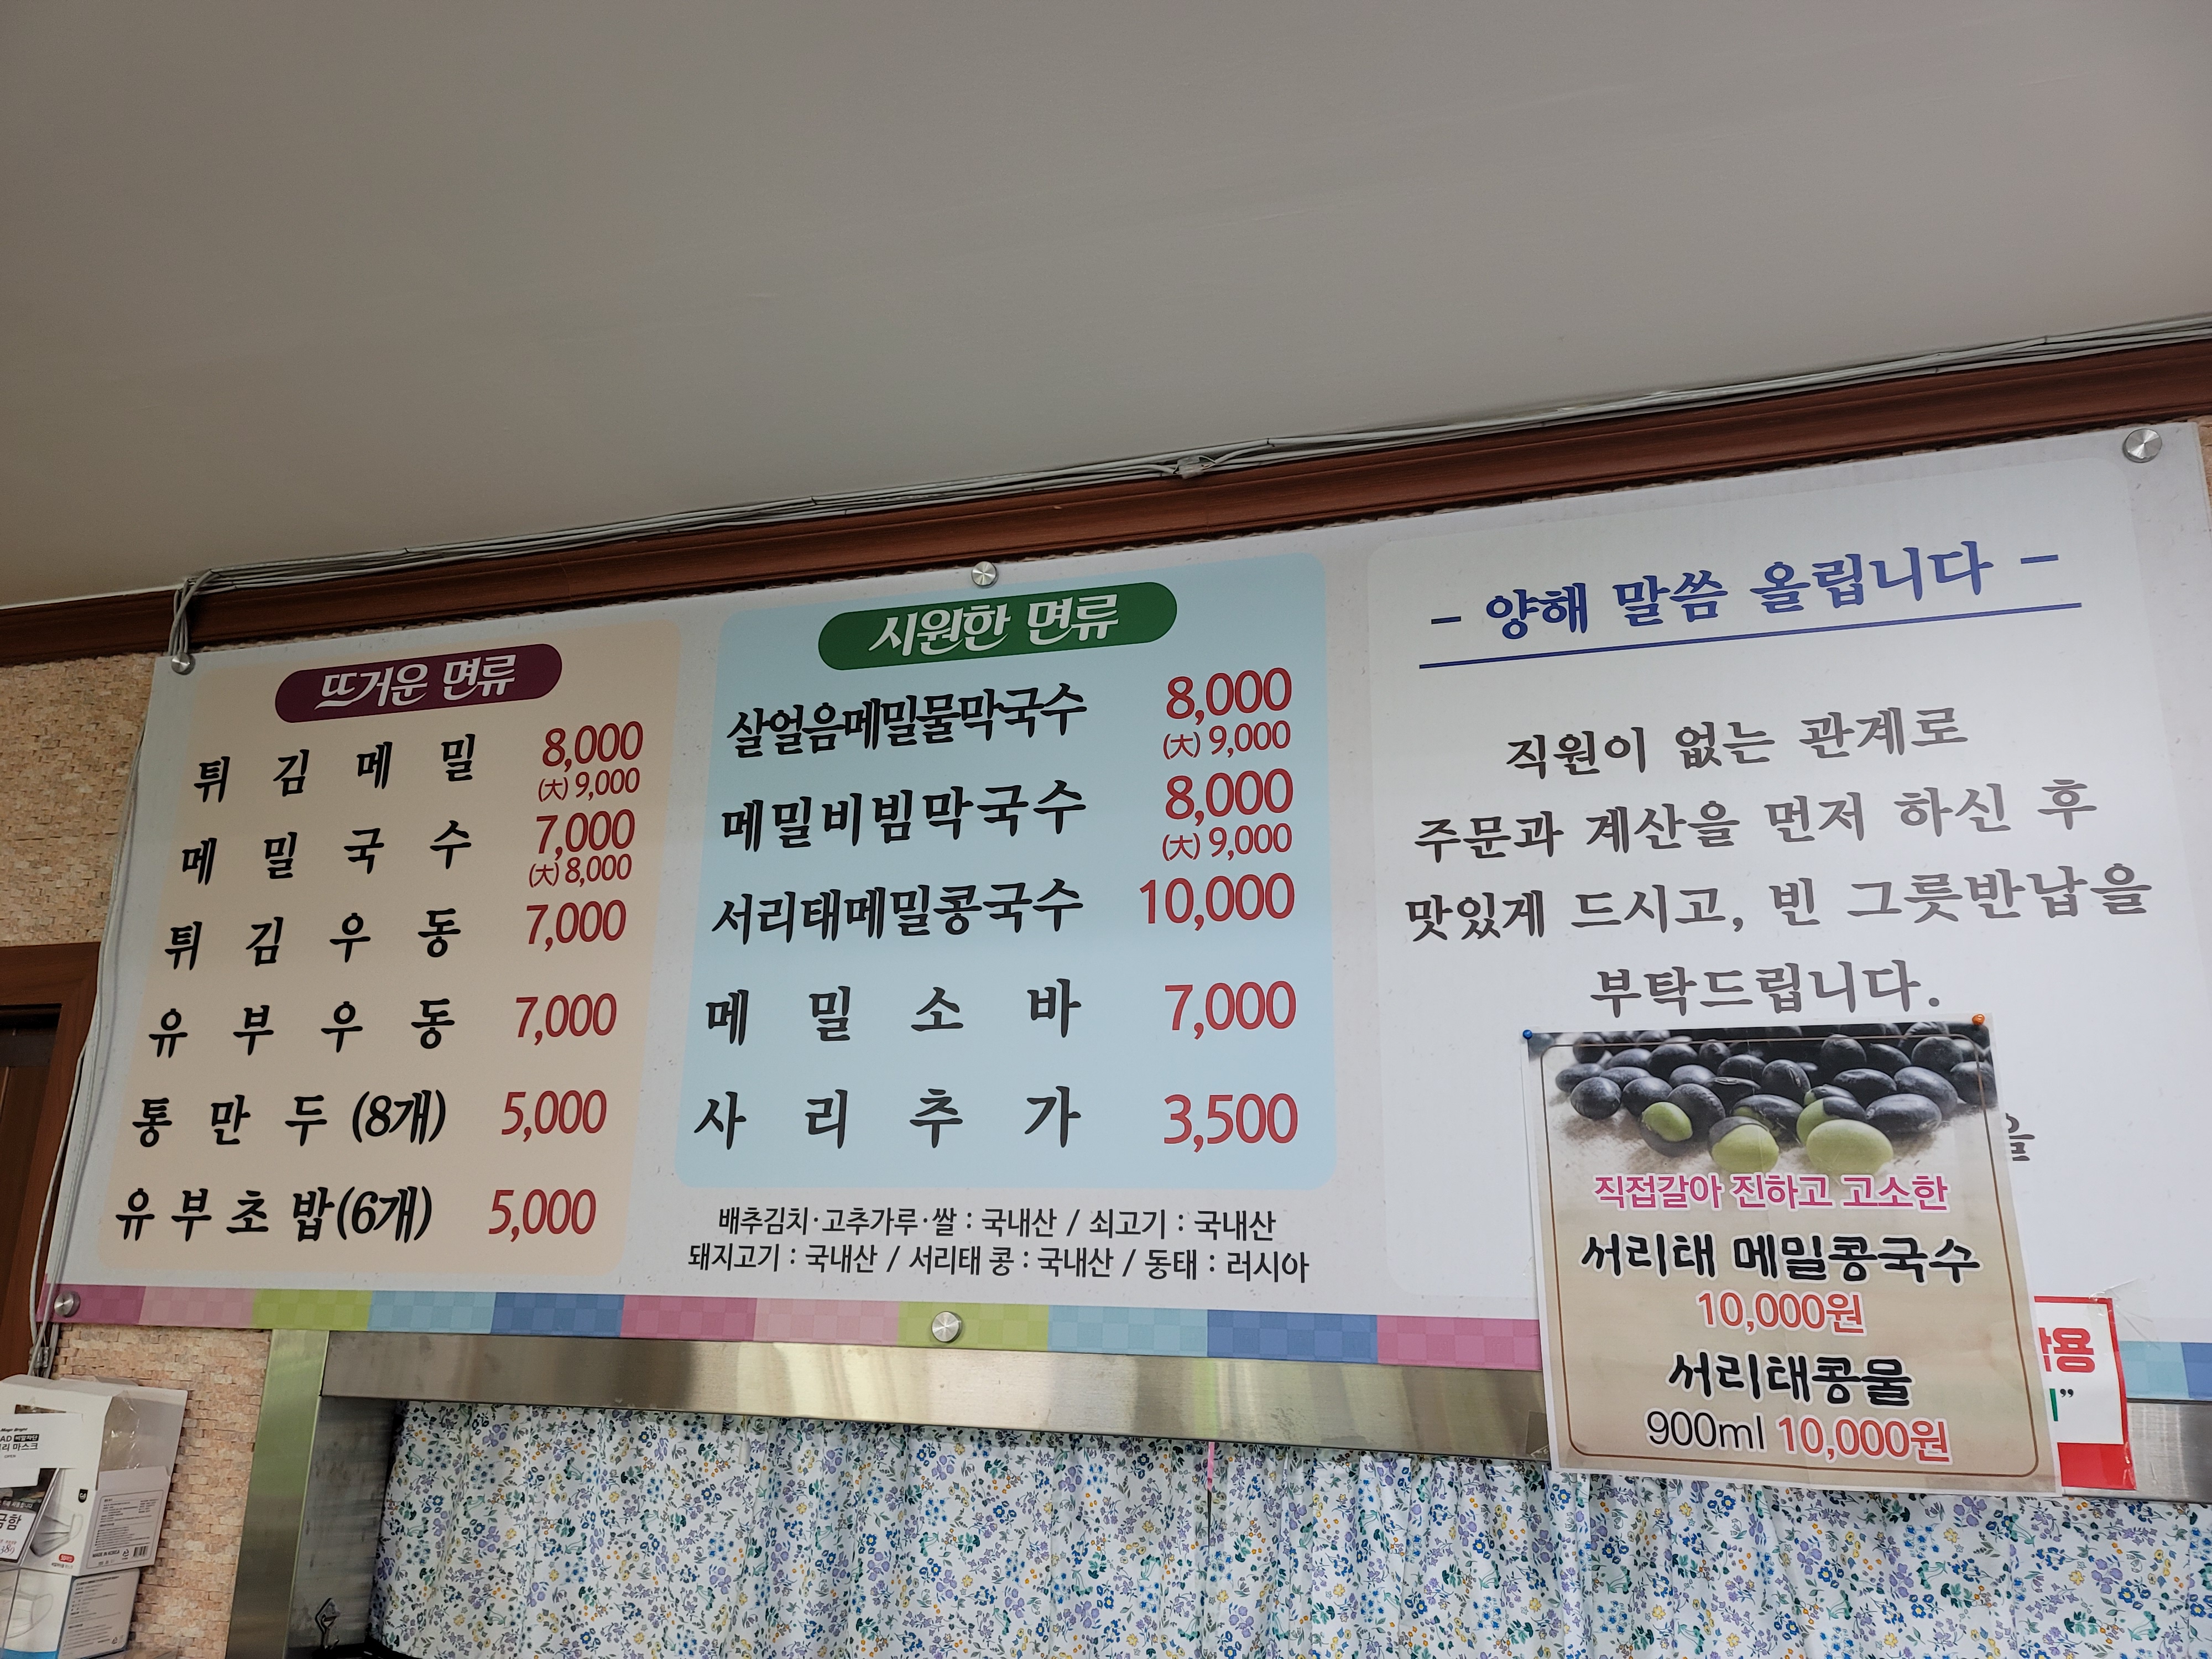 뜨거운 면류
튀김메밀 8,000
(大) 9,000
메밀국수 7,000
(大) 8,000
튀김우동 7,000
유부우동 7,000
통만두(8개) 5,000
유부초밥(6개) 5,000
시원한 면류
살얼음메밀물막국수 8,000
(大) 9,000
메밀비빔막국수 8,000
(大) 9,000
서리태메밀콩국수 10,000
메밀소바 7,000
사리추가 3,500
배추김치·고추가루·쌀 : 국내산 / 쇠고기 : 국내산
돼지고기 : 국내산 / 서리태 콩 : 국내산 / 동태 : 러시아
- 양해 말씀 올립니다 -
직원이 없는 관계로
주문과 계산을 먼저 하신 후
맛있게 드시고, 빈 그릇반납을
부탁드립니다.
직접갈아 진하고 고소한
서리태 메밀콩국수
10,000원
서리태콩물
900ml 10,000원